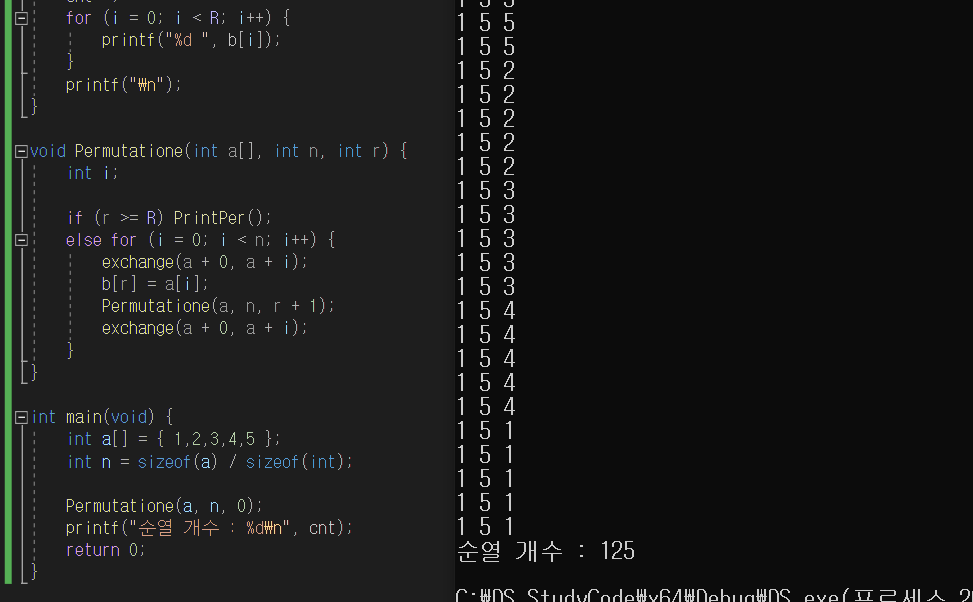 for (i = 0; i < R; i++) {
printf("%d ", b[i]);
}
printf("₩n");
}
void Permutatione(int a[], int n, int r) {
int i;
if (r >= R) PrintPer();
else for (i = 0; i < n; i++) {
exchange(a + 0, a + i);
b[r] = a[i];
Permutatione(a, n, r + 1);
exchange(a + 0, a + i);
}
}
int main(void) {
int a[] = { 1,2,3,4,5 };
int n = sizeof(a) / sizeof(int);
Permutatione(a, n, 0);
printf("순열 개수 : %d₩n", cnt);
return 0;
}
1 5 5
1 5 5
1 5 2
1 5 2
1 5 2
1 5 2
1 5 2
1 5 3
1 5 3
1 5 3
1 5 3
1 5 3
1 5 4
1 5 4
1 5 4
1 5 4
1 5 4
1 5 1
1 5 1
1 5 1
1 5 1
1 5 1
순열 개수 : 125
C:₩DS_StudyCode₩x64₩Debug₩DS.exe(프로세스 2